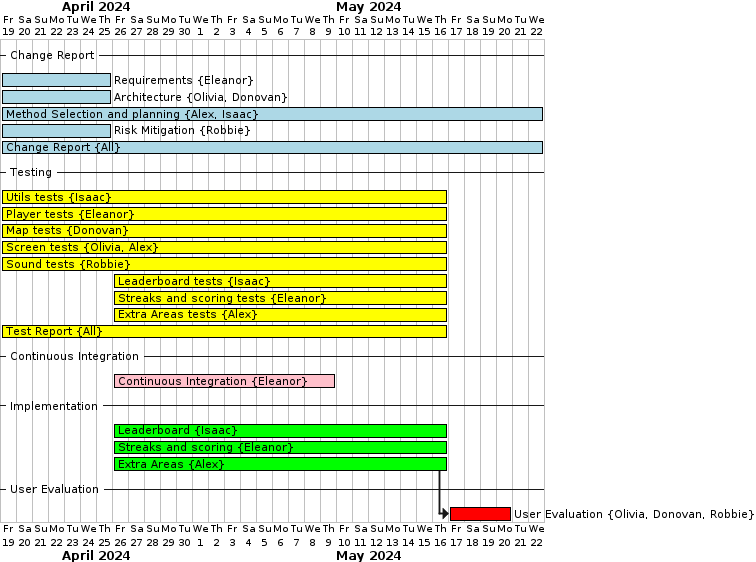 April 2024 May 2024
Fr Sa Su Mo Tu We Th Fr Sa Su Mo Tu We Th Fr Sa Su Mo Tu We Th Fr Sa Su Mo Tu We Th Fr Sa Su Mo Tu We
19 20 21 22 23 24 25 26 27 28 29 30 1 2 3 4 5 6 7 8 9 10 11 12 13 14 15 16 17 18 19 20 21 22
Change Report
Requirements {Eleanor}
Architecture {Olivia, Donovan}
Method Selection and planning {Alex, Isaac}
Risk Mitigation {Robbie}
Change Report {All}
Testing
Utils tests {Isaac}
Player tests {Eleanor}
Map tests {Donovan}
Screen tests {Olivia, Alex}
Sound tests {Robbie}
Leaderboard tests {Isaac}
Streaks and scoring tests {Eleanor}
Extra Areas tests {Alex}
Test Report {All}
Continuous Integration
Continuous Integration {Eleanor}
Implementation
Leaderboard {Isaac}
Streaks and scoring {Eleanor}
Extra Areas {Alex}
User Evaluation
User Evaluation {Olivia, Donovan, Robbie}
Fr Sa Su Mo Tu We Th Fr Sa Su Mo Tu We Th Fr Sa Su Mo Tu We Th Fr Sa Su Mo Tu We Th Fr Sa Su Mo Tu We
19 20 21 22 23 24 25 26 27 28 29 30 1 2 3 4 5 6 7 8 9 10 11 12 13 14 15 16 17 18 19 20 21 22
April 2024 May 2024